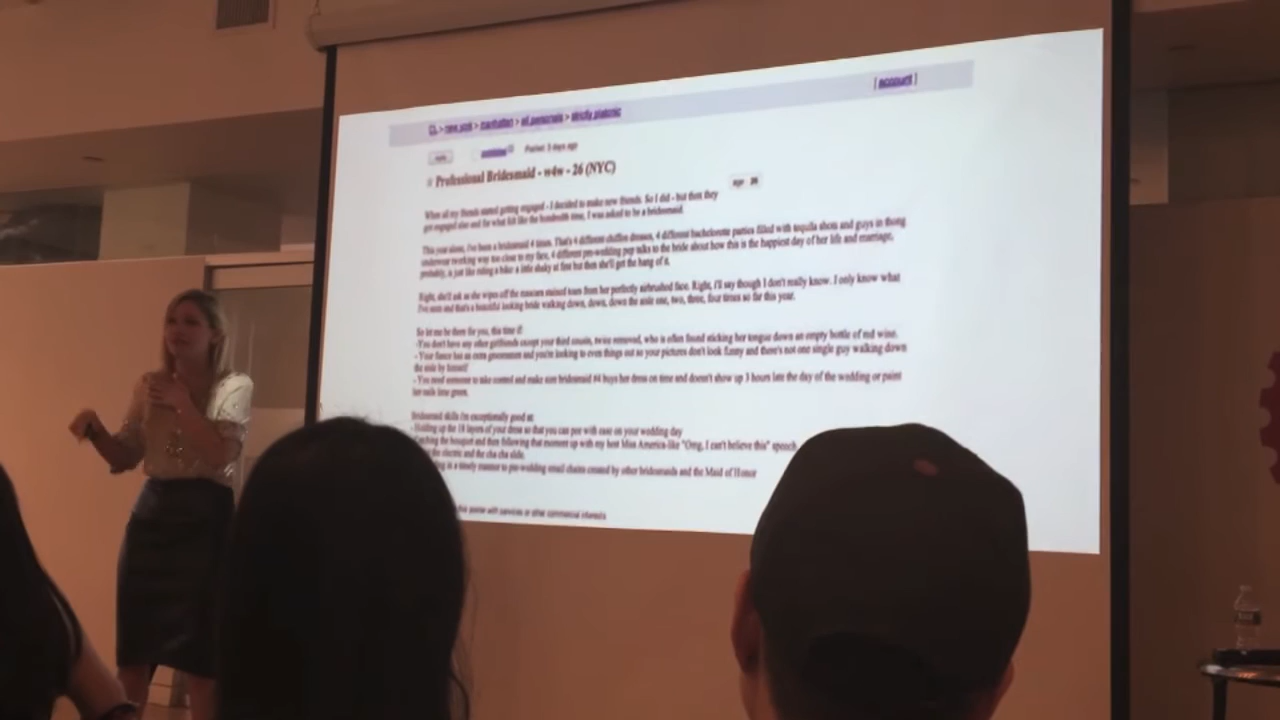 CL > new york > manhattan > all personals > strictly platonic
[ account ]
Posted: 3 days ago
Professional Bridesmaid - w4w - 26 (NYC)
age: 26
When all my friends started getting engaged - I decided to make new friends. So I did - but then they
got engaged also and for what felt like the hundredth time, I was asked to be a bridesmaid.
This year alone, I've been a bridesmaid 4 times. That's 4 different chiffon dresses, 4 different bachelorette parties filled with tequila shots and guys in thong
underwear twerking way too close to my face, 4 different pre-wedding pep talks to the bride about how this is the happiest day of her life and marriage,
probably, is just like riding a bike: a little shaky at first but then she'll get the hang of it.
Right, she'll ask as she wipes off the mascara stained tears from her perfectly airbrushed face. Right, I'll say though I don't really know. I only know what
I've seen and that's a beautiful looking bride walking down, down, down the aisle one, two, three, four times so far this year.
So let me be there for you, this time if:
- You don't have any other girlfriends except your third cousin, twice removed, who is often found sticking her tongue down an empty bottle of red wine.
- Your fiance has an extra groomsmen and you're looking to even things out so your pictures don't look funny and there's not one single guy walking down
the aisle by himself
- You need someone to take control and make sure bridesmaid #4 buys her dress on time and doesn't show up 3 hours late the day of the wedding or paint
her nails lime green.
Bridesmaid skills I'm exceptionally good at:
- Holding up the 18 layers of your dress so that you can pee with ease on your wedding day
catching the bouquet and then following that moment up with my best Miss America-like "Omg, I can't believe this" speech
the electric and the cha cha slide.
in a timely manner to pre-wedding email chains created by other bridesmaids and the Maid of Honor
this poster with services or other commercial interests